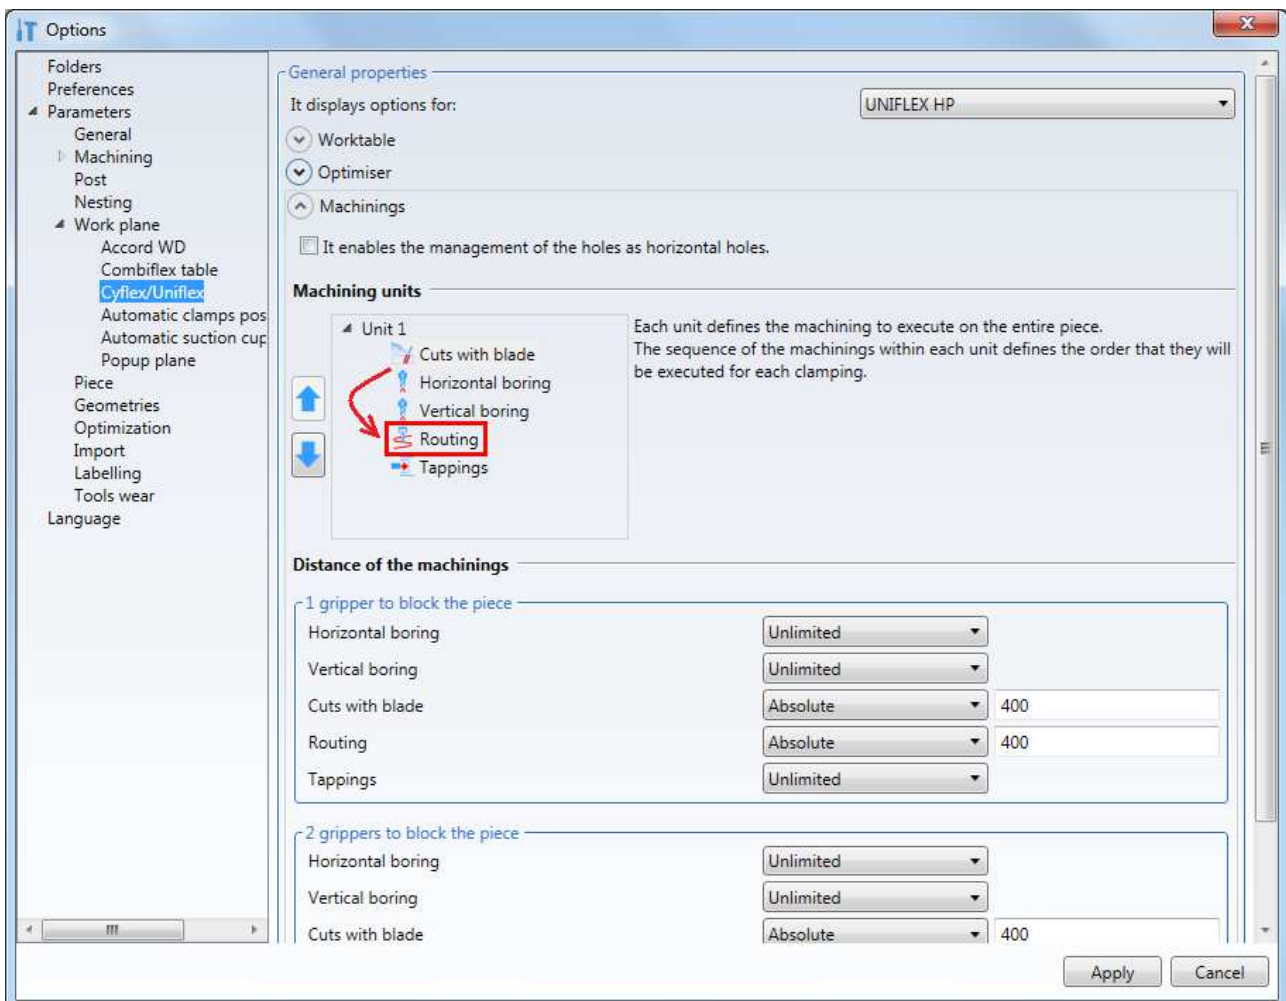 Options
Folders
Preferences
Parameters
General
Machining
Post
Nesting
Work plane
Accord WD
Combiflex table
Cyflex/Uniflex
Automatic clamps pos
Automatic suction cup
Popup plane
Piece
Geometries
Optimization
Import
Labelling
Tools wear
Language
General properties
It displays options for: UNIFLEX HP
Worktable
Optimiser
Machinings
It enables the management of the holes as horizontal holes.
Machining units
Unit 1
Cuts with blade
Horizontal boring
Vertical boring
Routing
Tappings
Each unit defines the machining to execute on the entire piece.
The sequence of the machinings within each unit defines the order that they will
be executed for each clamping.
Distance of the machinings
1 gripper to block the piece
Horizontal boring Unlimited
Vertical boring Unlimited
Cuts with blade Absolute 400
Routing Absolute 400
Tappings Unlimited
2 grippers to block the piece
Horizontal boring Unlimited
Vertical boring Unlimited
Cuts with blade Absolute 400
Apply Cancel